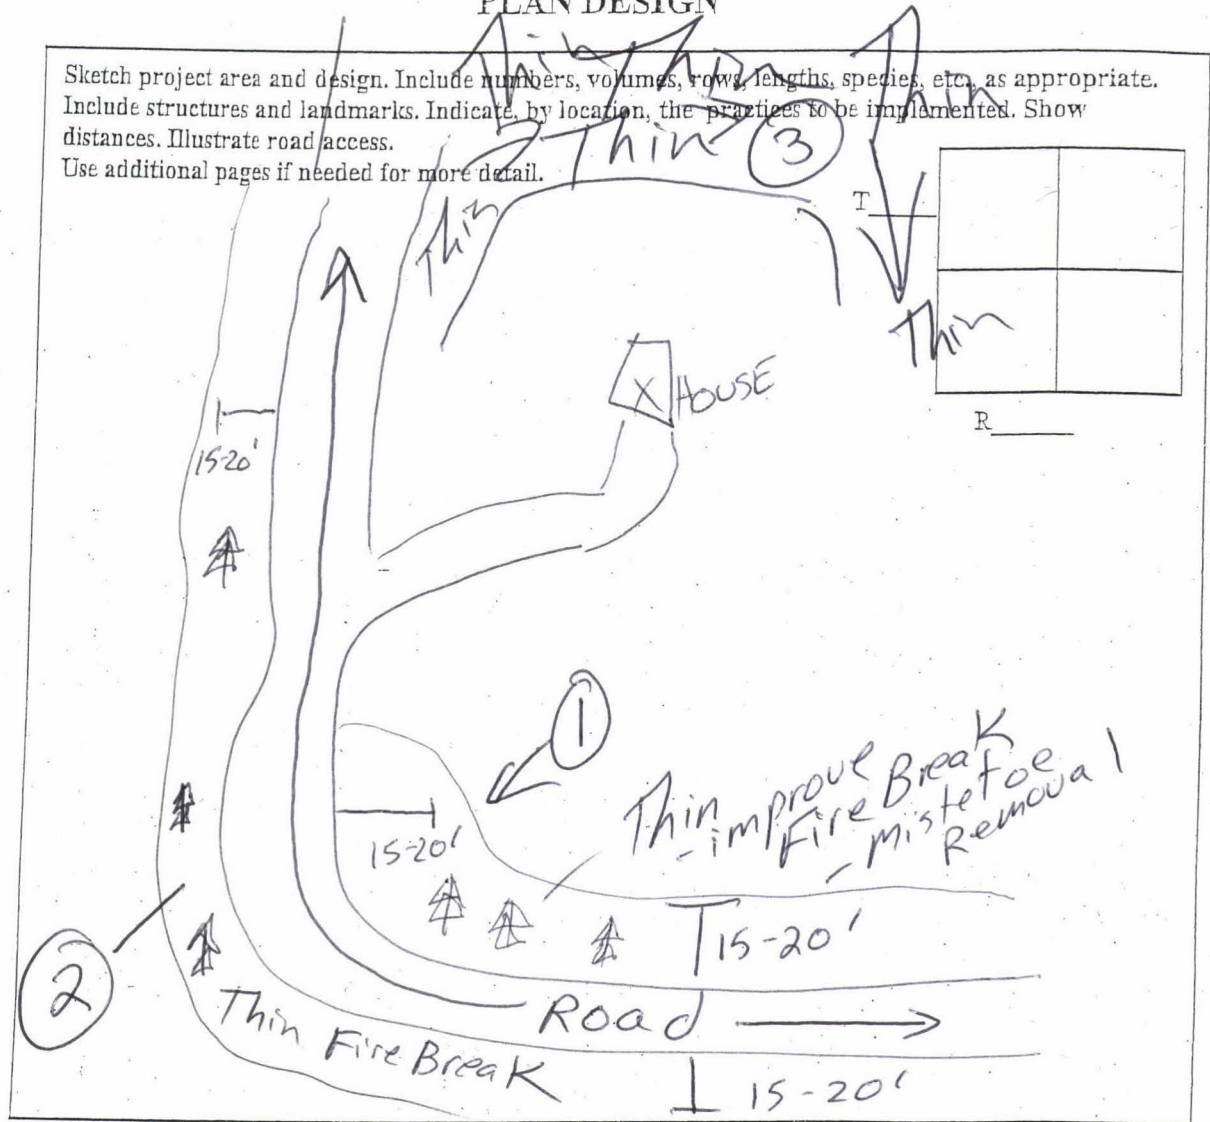 PLAN DESIGN
Sketch project area and design. Include numbers, volumes, rows, lengths, species, etc., as appropriate.
Include structures and landmarks. Indicate, by location, the practices to be implemented. Show
distances. Illustrate road access.
Use additional pages if needed for more detail.
Thin
Thin
Thin
Thin
3
Thin
T
Thin
R
X HOUSE
15-20'
1
Thin
-improve
Fire Break
-Mistetoe
Removal
15-20'
15-20'
2
Road
Thin Fire Break
15-20'